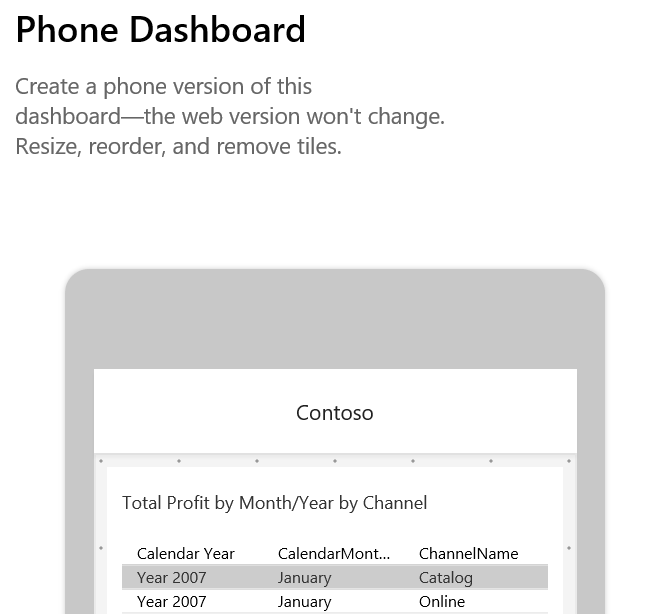 Phone Dashboard
Create a phone version of this
dashboard—the web version won't change.
Resize, reorder, and remove tiles.
Contoso
Total Profit by Month/Year by Channel
Calendar Year CalendarMont... ChannelName
Year 2007 January Catalog
Year 2007 January Online